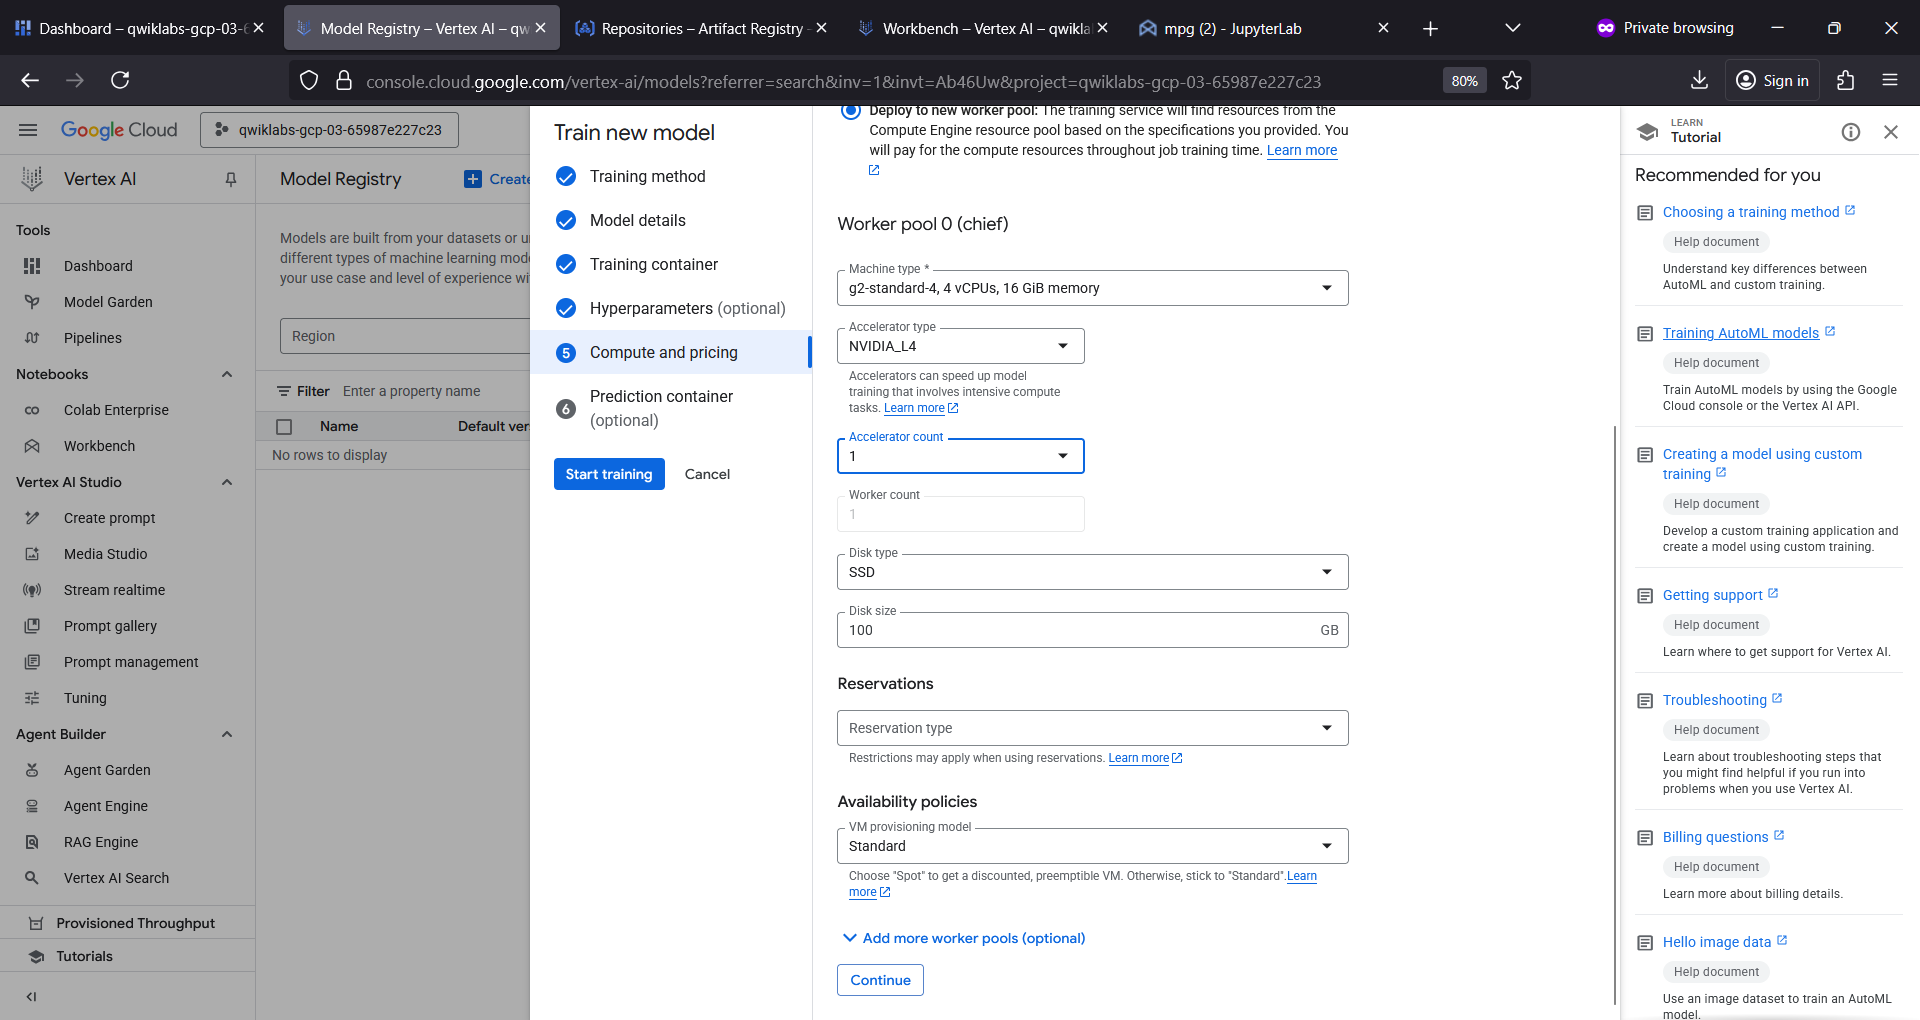 Dashboard – qwiklabs-gcp-03-6
Model Registry – Vertex AI – qw
Repositories – Artifact Registry -
Workbench – Vertex AI – qwikla
mpg (2) - JupyterLab
Private browsing
console.cloud.google.com/vertex-ai/models?referrer=search&inv=1&invt=Ab46Uw&project=qwiklabs-gcp-03-65987e227c23
80%
Sign in
Google Cloud
qwiklabs-gcp-03-65987e227c23
Vertex AI
Tools
Dashboard
Model Garden
Pipelines
Notebooks
Colab Enterprise
Workbench
Vertex AI Studio
Create prompt
Media Studio
Stream realtime
Prompt gallery
Prompt management
Tuning
Agent Builder
Agent Garden
Agent Engine
RAG Engine
Vertex AI Search
Provisioned Throughput
Tutorials
Model Registry
Create
Models are built from your datasets or u
different types of machine learning mode
your use case and level of experience wi
Region
Filter
Enter a property name
Name
Default ver
No rows to display
Train new model
Training method
Model details
Training container
Hyperparameters (optional)
5 Compute and pricing
6 Prediction container
(optional)
Start training
Cancel
Deploy to new worker pool: The training service will find resources from the
Compute Engine resource pool based on the specifications you provided. You
will pay for the compute resources throughout job training time. Learn more
Worker pool 0 (chief)
Machine type *
g2-standard-4, 4 vCPUs, 16 GiB memory
Accelerator type
NVIDIA_L4
Accelerators can speed up model
training that involves intensive compute
tasks. Learn more
Accelerator count
1
Worker count
1
Disk type
SSD
Disk size
100
GB
Reservations
Reservation type
Restrictions may apply when using reservations. Learn more
Availability policies
VM provisioning model
Standard
Choose "Spot" to get a discounted, preemptible VM. Otherwise, stick to "Standard".Learn
more
Add more worker pools (optional)
Continue
LEARN
Tutorial
Recommended for you
Choosing a training method
Help document
Understand key differences between
AutoML and custom training.
Training AutoML models
Help document
Train AutoML models by using the Google
Cloud console or the Vertex AI API.
Creating a model using custom
training
Help document
Develop a custom training application and
create a model using custom training.
Getting support
Help document
Learn where to get support for Vertex AI.
Troubleshooting
Help document
Learn about troubleshooting steps that
you might find helpful if you run into
problems when you use Vertex AI.
Billing questions
Help document
Learn more about billing details.
Hello image data
Help document
Use an image dataset to train an AutoML
model.